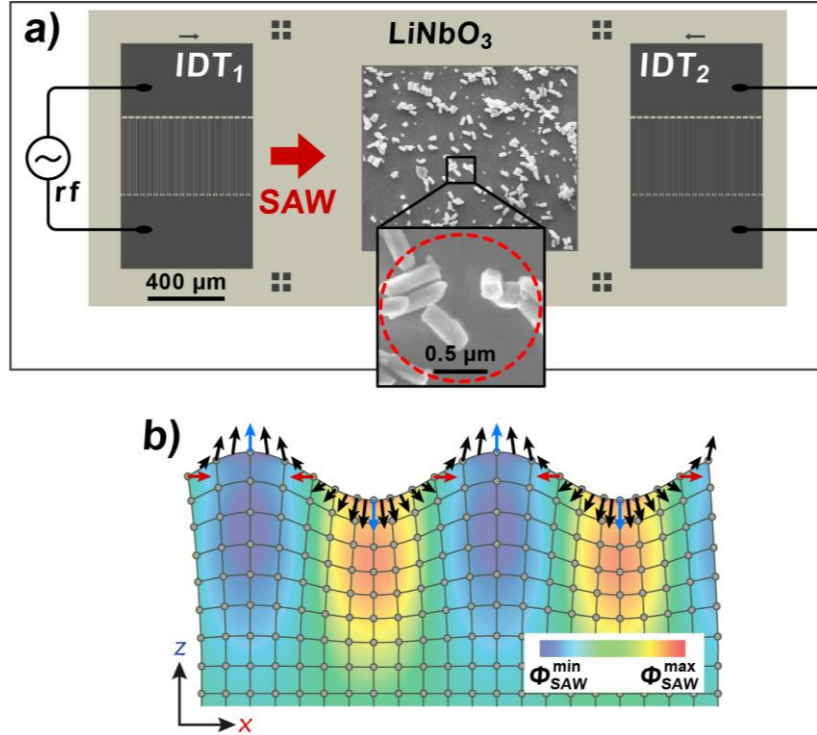 a)
LiNbO₃
IDT₁
IDT₂
rf
SAW
400 μm
0.5 μm
b)
z
x
Φ_SAW^min
Φ_SAW^max